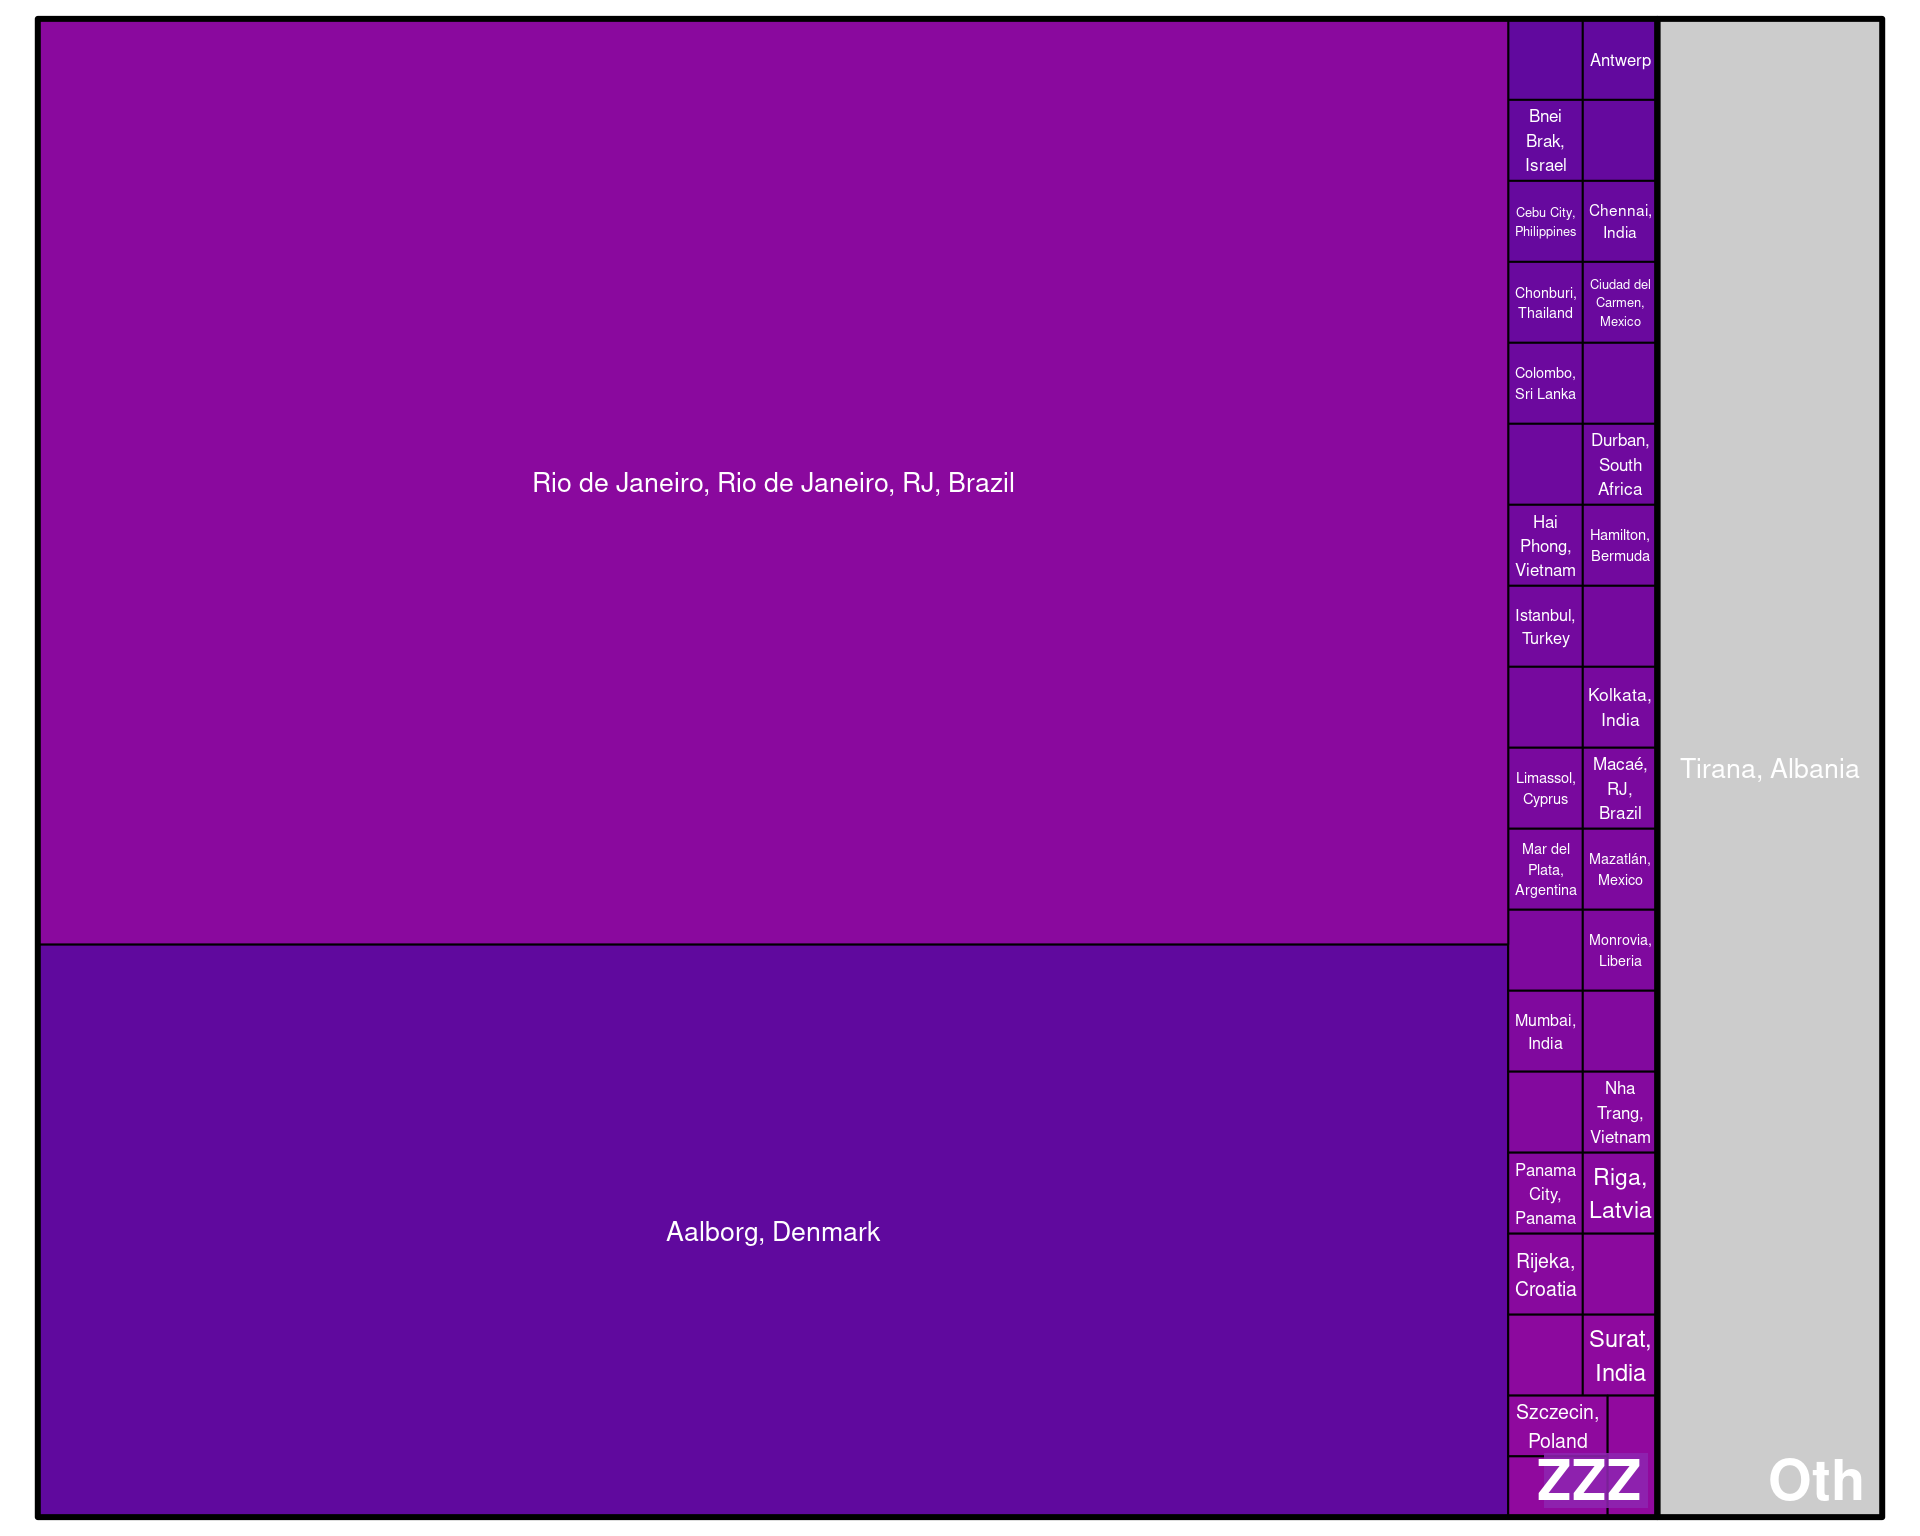 Rio de Janeiro, Rio de Janeiro, RJ, Brazil
Aalborg, Denmark
Antwerp
Bnei
Brak,
Israel
Cebu City,
Philippines
Chennai,
India
Chonburi,
Thailand
Ciudad del
Carmen,
Mexico
Colombo,
Sri Lanka
Durban,
South
Africa
Hai
Phong,
Vietnam
Hamilton,
Bermuda
Istanbul,
Turkey
Kolkata,
India
Limassol,
Cyprus
Macaé,
RJ,
Brazil
Mar del
Plata,
Argentina
Mazatlán,
Mexico
Monrovia,
Liberia
Mumbai,
India
Nha
Trang,
Vietnam
Panama
City,
Panama
Riga,
Latvia
Rijeka,
Croatia
Surat,
India
Szczecin,
Poland
ZZZ
Tirana, Albania
Oth